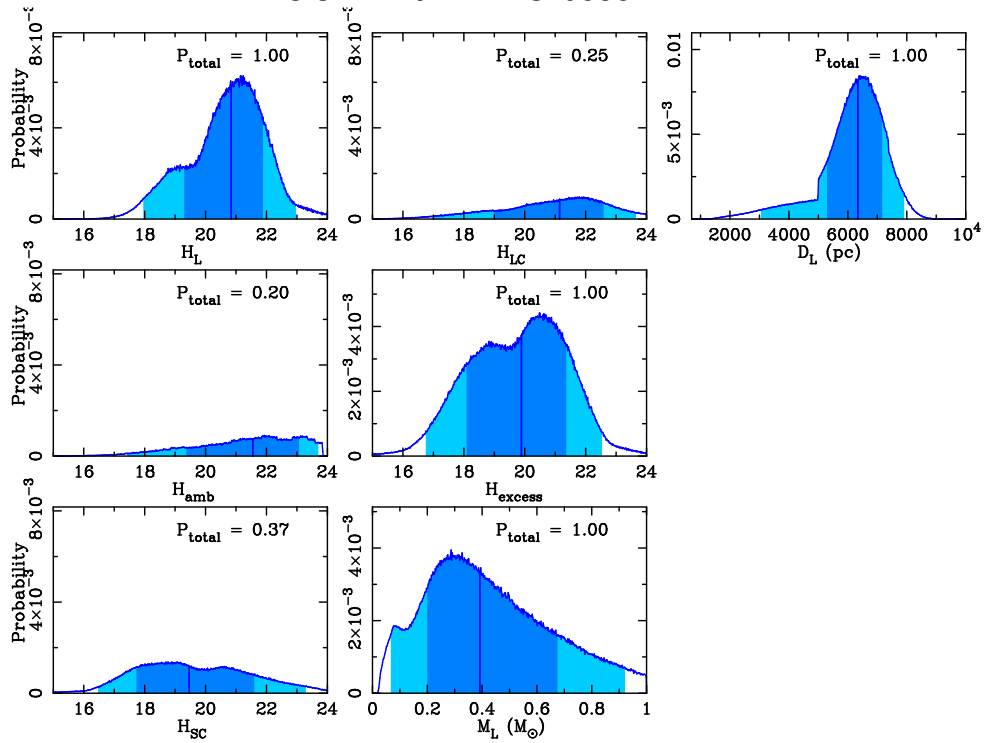 P_total = 1.00
Probability
0
4×10⁻³
8×10⁻³
16 18 20 22 24
H_L
P_total = 0.25
0
4×10⁻³
8×10⁻³
16 18 20 22 24
H_LC
P_total = 1.00
0
5×10⁻³
0.01
2000 4000 6000 8000 10⁴
D_L (pc)
P_total = 0.20
Probability
0
4×10⁻³
8×10⁻³
16 18 20 22 24
H_amb
P_total = 1.00
0
2×10⁻³
4×10⁻³
16 18 20 22 24
H_excess
P_total = 0.37
Probability
0
4×10⁻³
8×10⁻³
16 18 20 22 24
H_SC
P_total = 1.00
0
2×10⁻³
4×10⁻³
0 0.2 0.4 0.6 0.8 1
M_L (M_⊙)